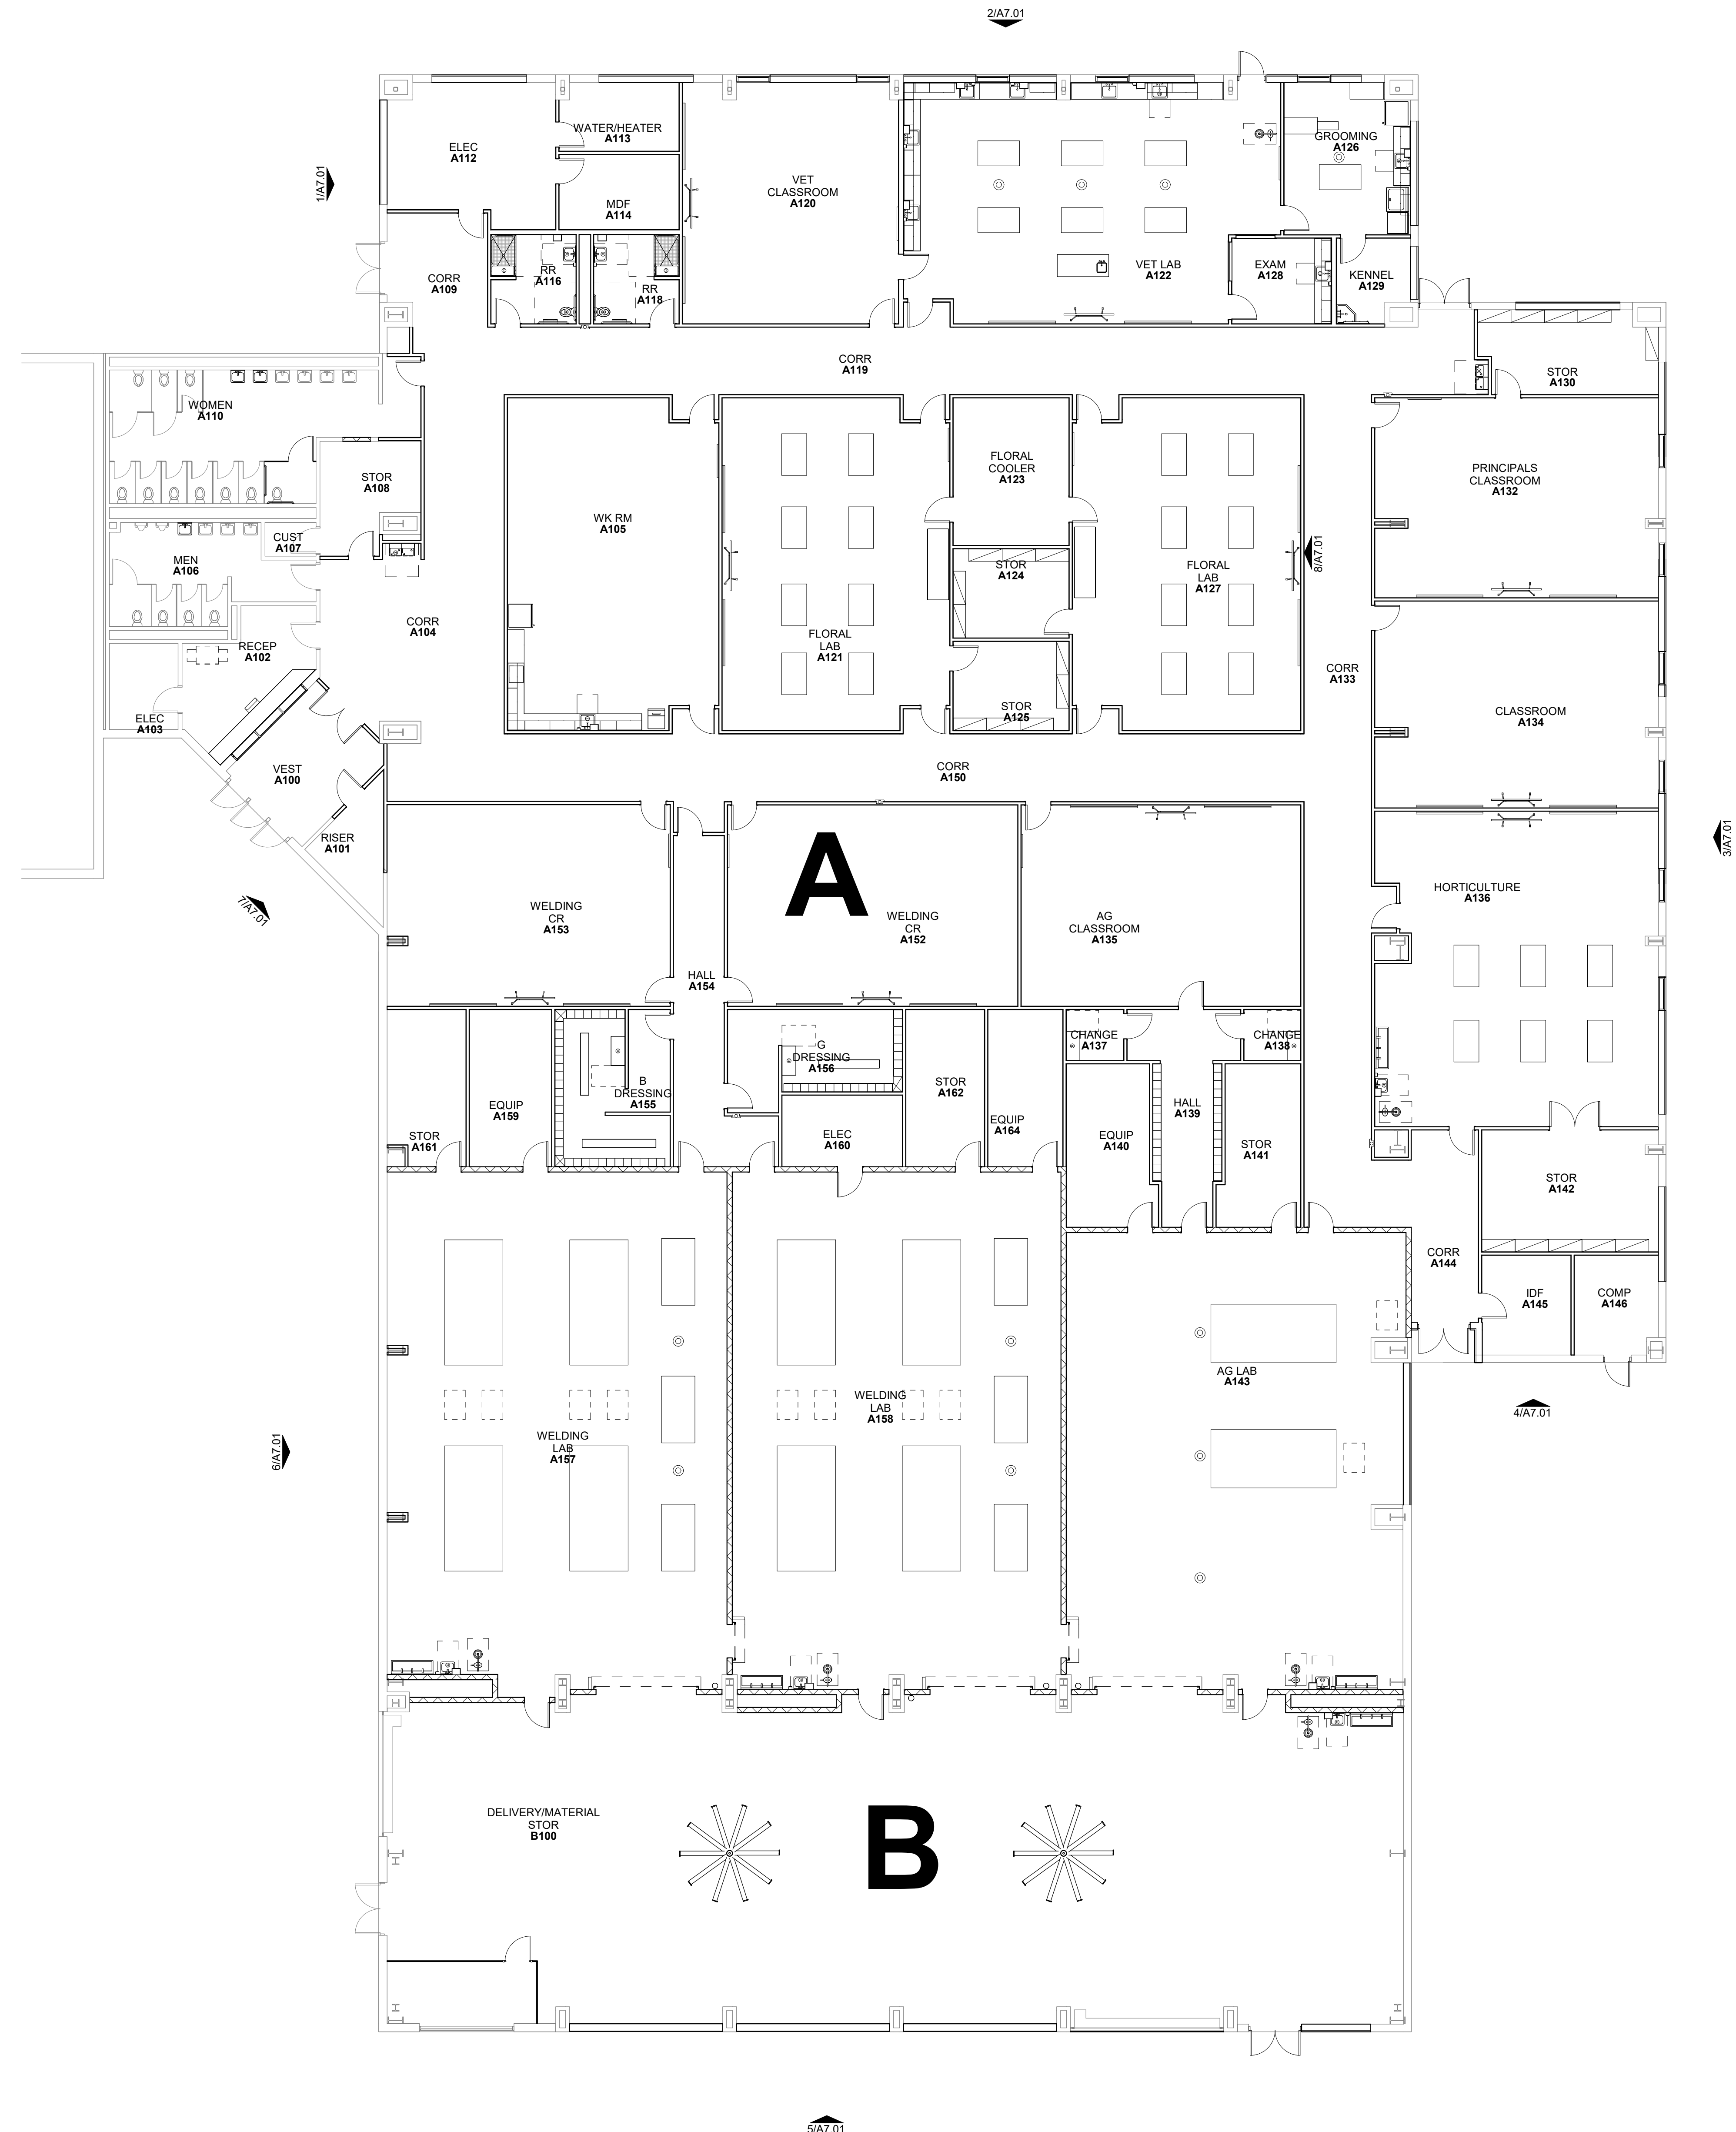 2/A7.01
1/A7.01
ELEC
A112
WATER/HEATER
A113
MDF
A114
VET
CLASSROOM
A120
GROOMING
A126
CORR
A109
RR
A116
RR
A118
VET LAB
A122
EXAM
A128
KENNEL
A129
CORR
A119
STOR
A130
WOMEN
A110
STOR
A108
CUST
A107
MEN
A106
WK RM
A105
FLORAL
COOLER
A123
STOR
A124
FLORAL
LAB
A127
8/A7.01
PRINCIPALS
CLASSROOM
A132
CORR
A104
RECEP
A102
FLORAL
LAB
A121
STOR
A125
CORR
A133
CLASSROOM
A134
ELEC
A103
VEST
A100
CORR
A150
RISER
A101
3/A7.01
7/A7.01
A
WELDING
CR
A153
WELDING
CR
A152
AG
CLASSROOM
A135
HORTICULTURE
A136
HALL
A154
G
DRESSING
A156
CHANGE
A137
CHANGE
A138
B
DRESSING
A155
STOR
A162
EQUIP
A159
EQUIP
A164
HALL
A139
STOR
A161
ELEC
A160
EQUIP
A140
STOR
A141
STOR
A142
CORR
A144
IDF
A145
COMP
A146
AG LAB
A143
WELDING
LAB
A158
WELDING
LAB
A157
4/A7.01
6/A7.01
DELIVERY/MATERIAL
STOR
B100
B
5/A7.01